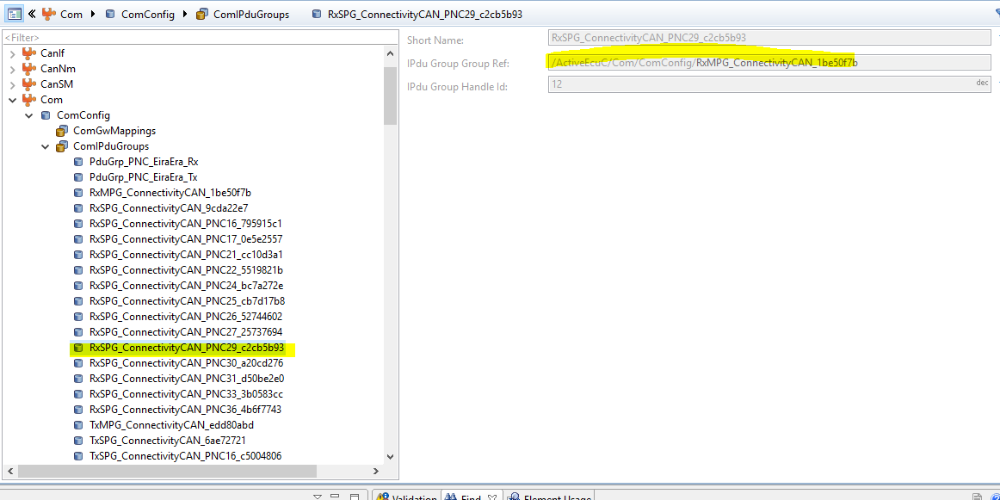 Com ComConfig ComIPduGroups RxSPG_ConnectivityCAN_PNC29_c2cb5b93
<Filter>
CanIf
CanNm
CanSM
Com
ComConfig
ComGwMappings
ComIPduGroups
PduGrp_PNC_EiraEra_Rx
PduGrp_PNC_EiraEra_Tx
RxMPG_ConnectivityCAN_1be50f7b
RxSPG_ConnectivityCAN_9cda22e7
RxSPG_ConnectivityCAN_PNC16_795915c1
RxSPG_ConnectivityCAN_PNC17_0e5e2557
RxSPG_ConnectivityCAN_PNC21_cc10d3a1
RxSPG_ConnectivityCAN_PNC22_5519821b
RxSPG_ConnectivityCAN_PNC24_bc7a272e
RxSPG_ConnectivityCAN_PNC25_cb7d17b8
RxSPG_ConnectivityCAN_PNC26_52744602
RxSPG_ConnectivityCAN_PNC27_25737694
RxSPG_ConnectivityCAN_PNC29_c2cb5b93
RxSPG_ConnectivityCAN_PNC30_a20cd276
RxSPG_ConnectivityCAN_PNC31_d50be2e0
RxSPG_ConnectivityCAN_PNC33_3b0583cc
RxSPG_ConnectivityCAN_PNC36_4b6f7743
TxMPG_ConnectivityCAN_edd80abd
TxSPG_ConnectivityCAN_6ae72721
TxSPG_ConnectivityCAN_PNC16_c5004806
Short Name: RxSPG_ConnectivityCAN_PNC29_c2cb5b93
IPdu Group Group Ref: /ActiveEcuC/Com/ComConfig/RxMPG_ConnectivityCAN_1be50f7b
IPdu Group Handle Id: 12 dec
Validation Find Element Usage